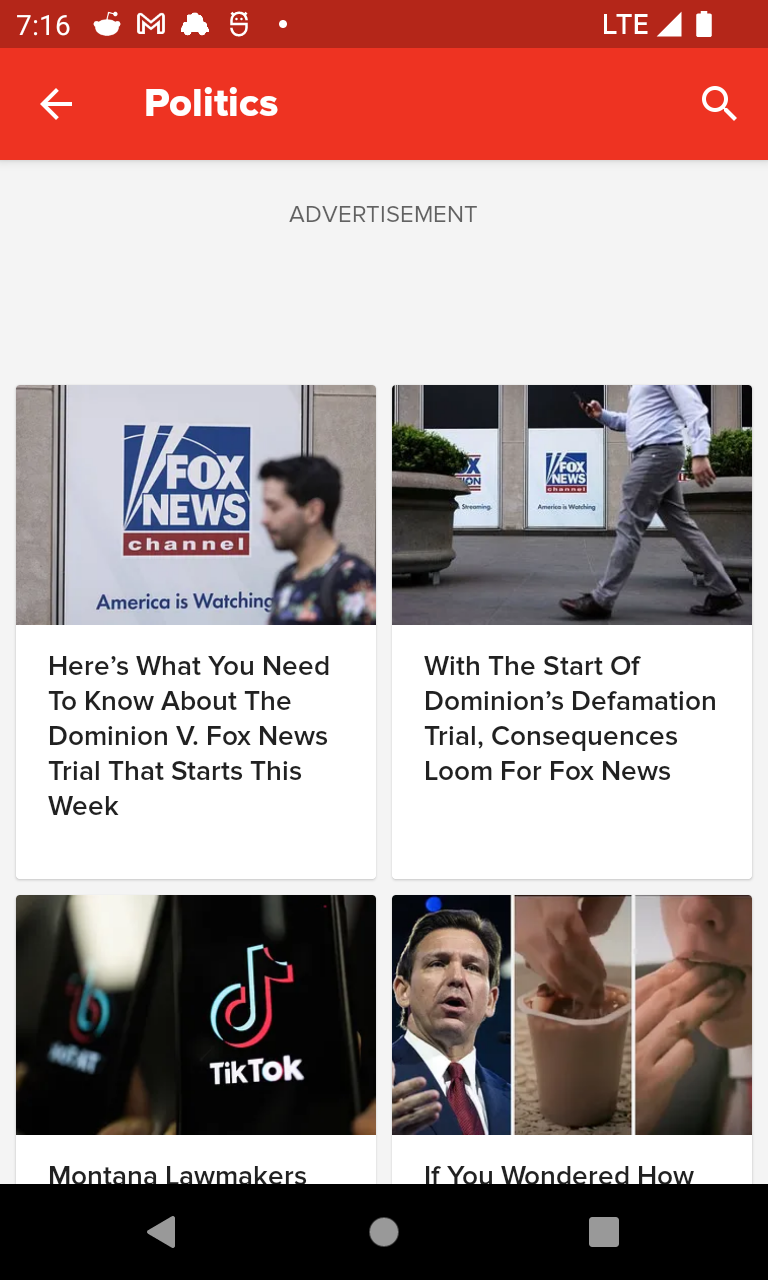 7:16
LTE
Politics
ADVERTISEMENT
FOX
NEWS
channel
America is Watching
FOX
NEWS
channel
Streaming.
America is Watching
Here’s What You Need
To Know About The
Dominion V. Fox News
Trial That Starts This
Week
With The Start Of
Dominion’s Defamation
Trial, Consequences
Loom For Fox News
TikTok
Montana Lawmakers
If You Wondered How